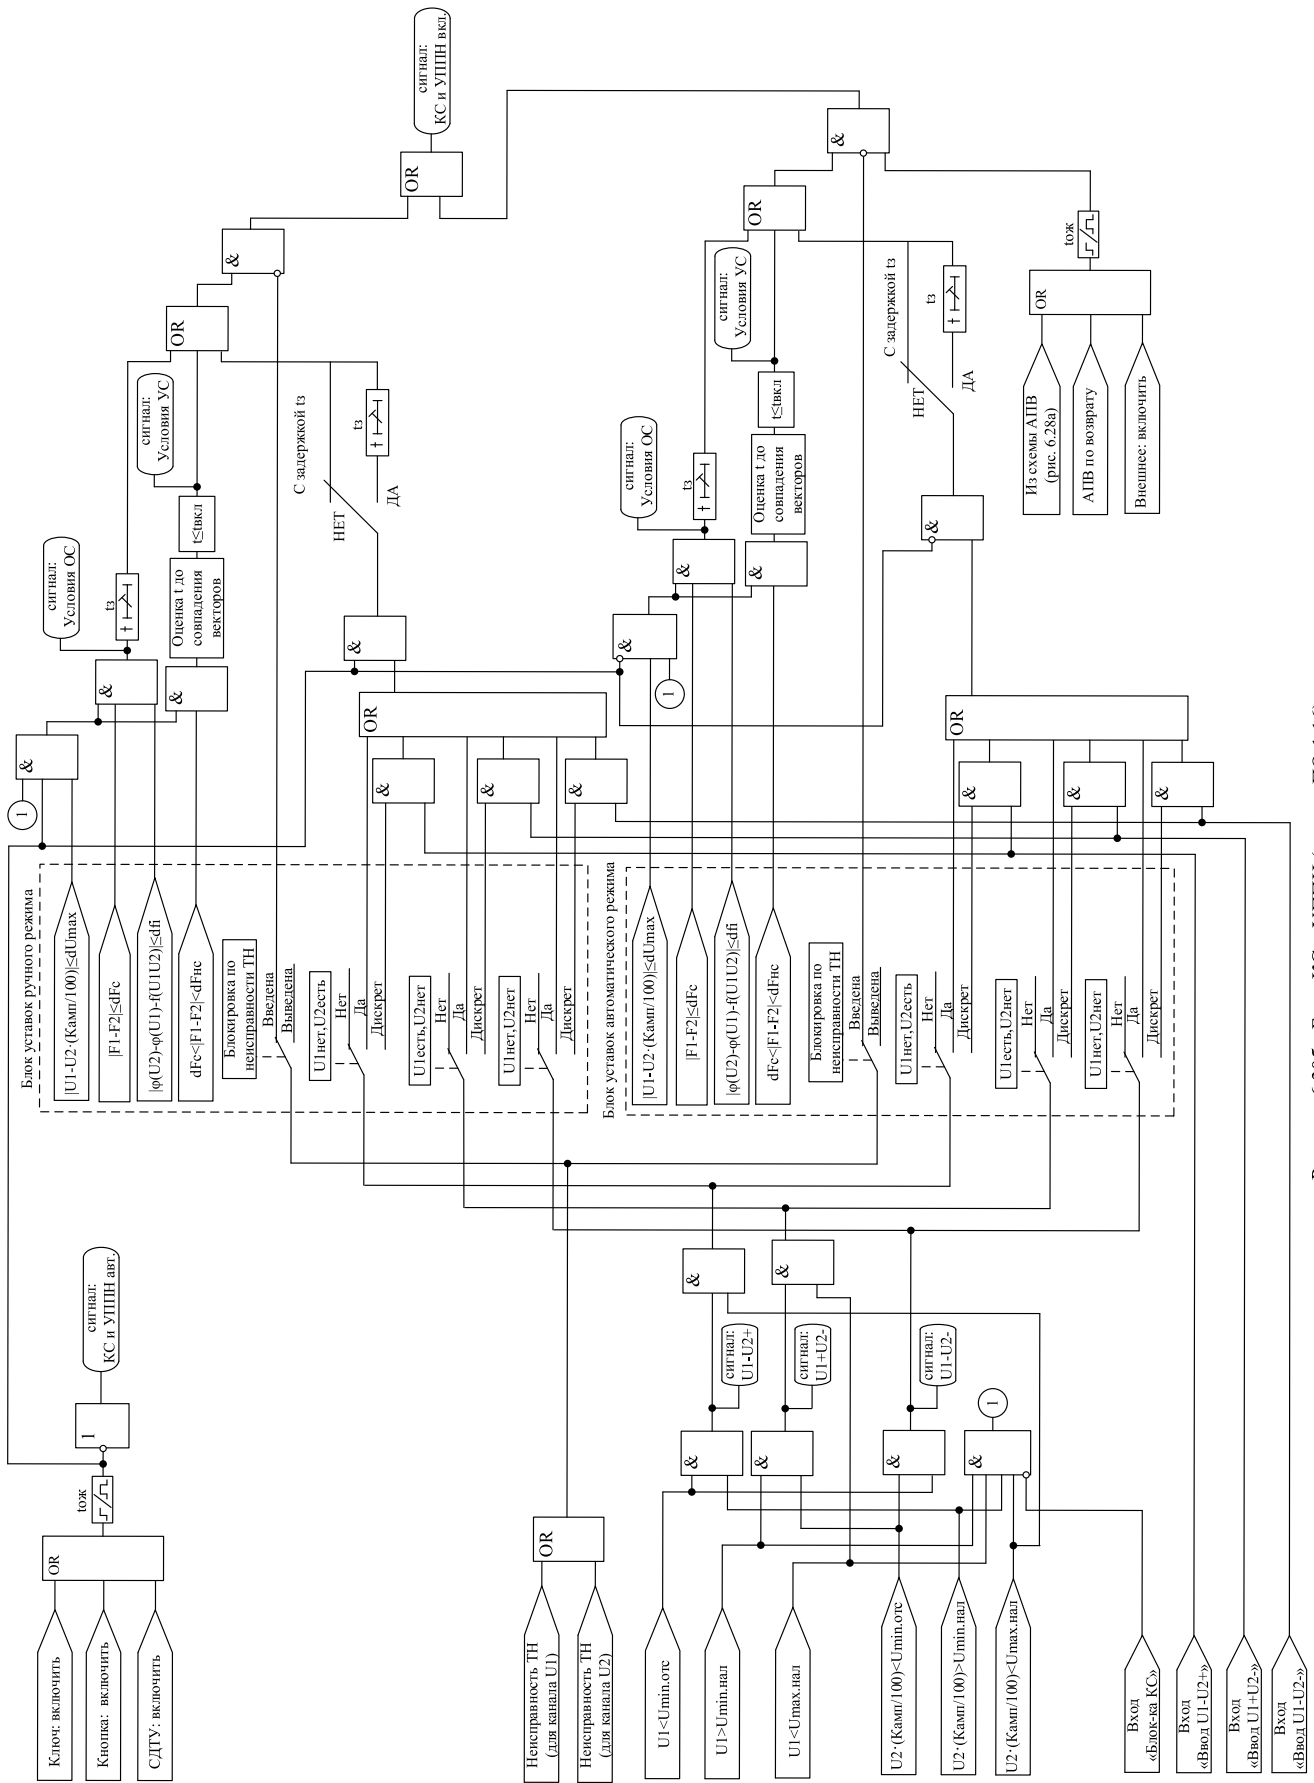 Ключ: включить
Кнопка: включить
СДТУ: включить
OR
tож
1
сигнал:
КС и УППН авт.
Неисправность ТН
(для канала U1)
Неисправность ТН
(для канала U2)
OR
U1<Umin.отс
U1>Umin.нал
U1<Umax.нал
U2·(Kамп/100)<Umin.отс
U2·(Kамп/100)>Umin.нал
U2·(Kамп/100)<Umax.нал
Вход
«Блок-ка КС»
Вход
«Ввод U1-U2+»
Вход
«Ввод U1+U2-»
Вход
«Ввод U1-U2-»
&
&
&
&
1
сигнал:
U1-U2+
сигнал:
U1+U2-
сигнал:
U1-U2-
&
&
Блок уставок ручного режима
|U1-U2·(Kамп/100)|≤dUmax
|F1-F2|≤dFc
|φ(U2)-φ(U1)-f(U1U2)|≤dfi
dFc<|F1-F2|<dFнс
Блокировка по
неисправности ТН
Введена
Выведена
U1нет,U2есть
Нет
Да
Дискрет
U1есть,U2нет
Нет
Да
Дискрет
U1нет,U2нет
Нет
Да
Дискрет
Блок уставок автоматического режима
|U1-U2·(Kамп/100)|≤dUmax
|F1-F2|≤dFc
|φ(U2)-φ(U1)-f(U1U2)|≤dfi
dFc<|F1-F2|<dFнс
Блокировка по
неисправности ТН
Введена
Выведена
U1нет,U2есть
Нет
Да
Дискрет
U1есть,U2нет
Нет
Да
Дискрет
U1нет,U2нет
Нет
Да
Дискрет
1
&
&
&
сигнал:
Условия ОС
tз
Оценка t до
совпадения
векторов
t≤tвкл
сигнал:
Условия УС
&
&
&
OR
&
НЕТ
С задержкой tз
ДА
tз
OR
&
OR
сигнал:
КС и УППН вкл.
&
1
&
&
сигнал:
Условия ОС
tз
Оценка t до
совпадения
векторов
t≤tвкл
сигнал:
Условия УС
&
&
&
OR
&
НЕТ
С задержкой tз
ДА
tз
OR
&
Из схемы АПВ
(рис. 6.28а)
АПВ по возврату
Внешнее: включить
OR
tож